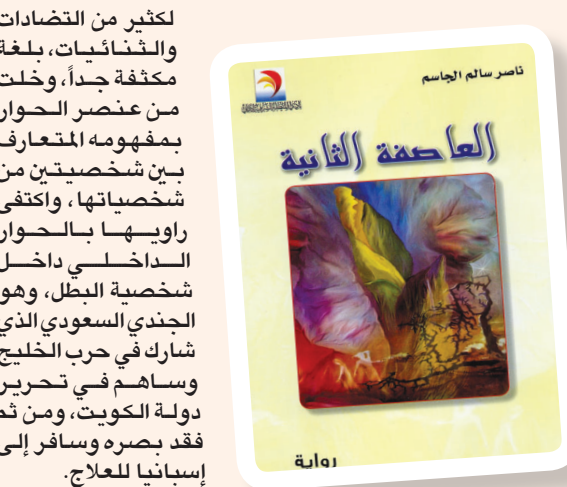 لكثير من التضادات
والثنائيات، بلغة
مكثفة جداً، وخلت
من عنصر الحوار
بمفهومه المتعارف
بين شخصيتين من
شخصياتها، واكتفى
راويها بالحوار
الداخلي داخل
شخصية البطل، وهو
الجندي السعودي الذي
شارك في حرب الخليج
وساهم في تحرير
دولة الكويت، ومن ثم
فقد بصره وسافر إلى
إسبانيا للعلاج.
ناصر سالم الجاسم
العاصفة الثانية
رواية